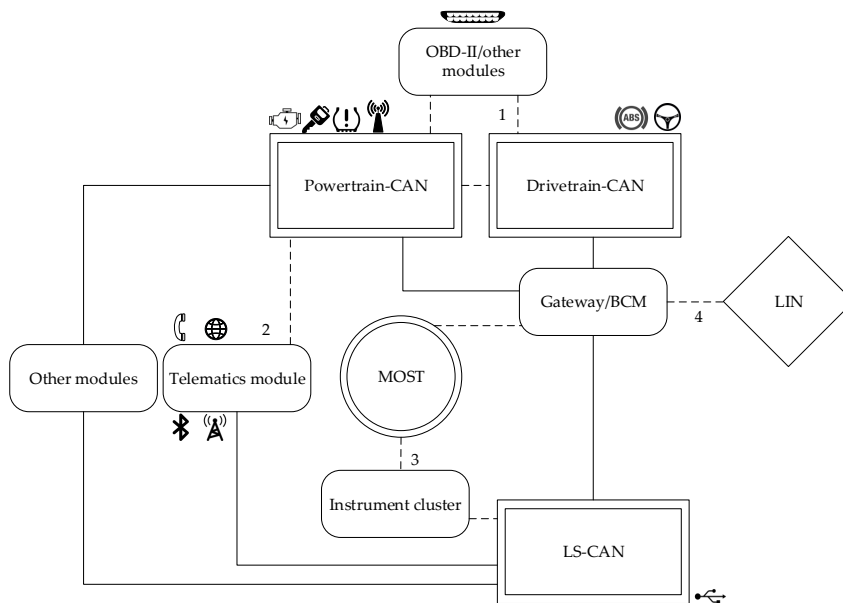 OBD-II/other
modules
1
ABS
Powertrain-CAN
Drivetrain-CAN
Gateway/BCM
LIN
4
2
MOST
Other modules
Telematics module
3
Instrument cluster
LS-CAN